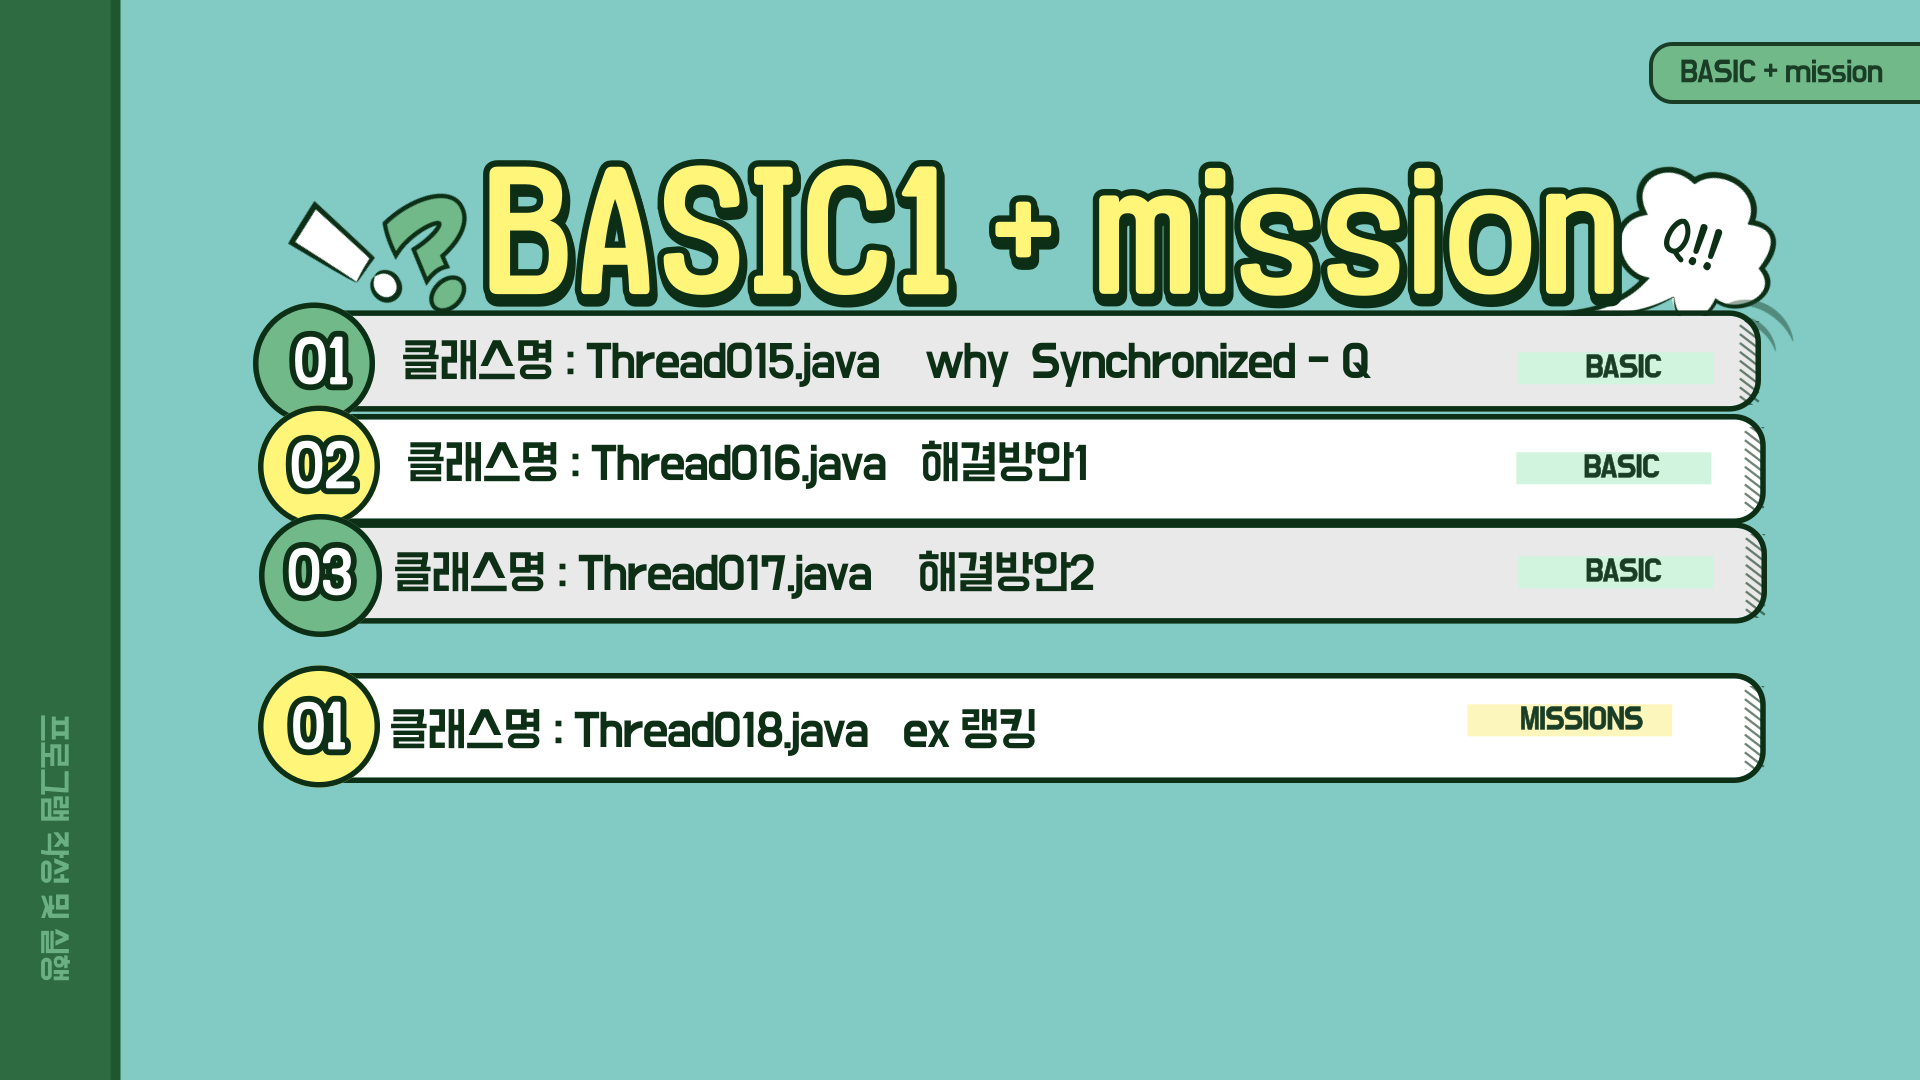 BASIC + mission
BASIC1 + mission
Q!!
01 클래스명 : Thread015.java why Synchronized - Q BASIC
02 클래스명 : Thread016.java 해결방안1 BASIC
03 클래스명 : Thread017.java 해결방안2 BASIC
01 클래스명 : Thread018.java ex 랭킹 MISSIONS
프로그램 작성 및 실행